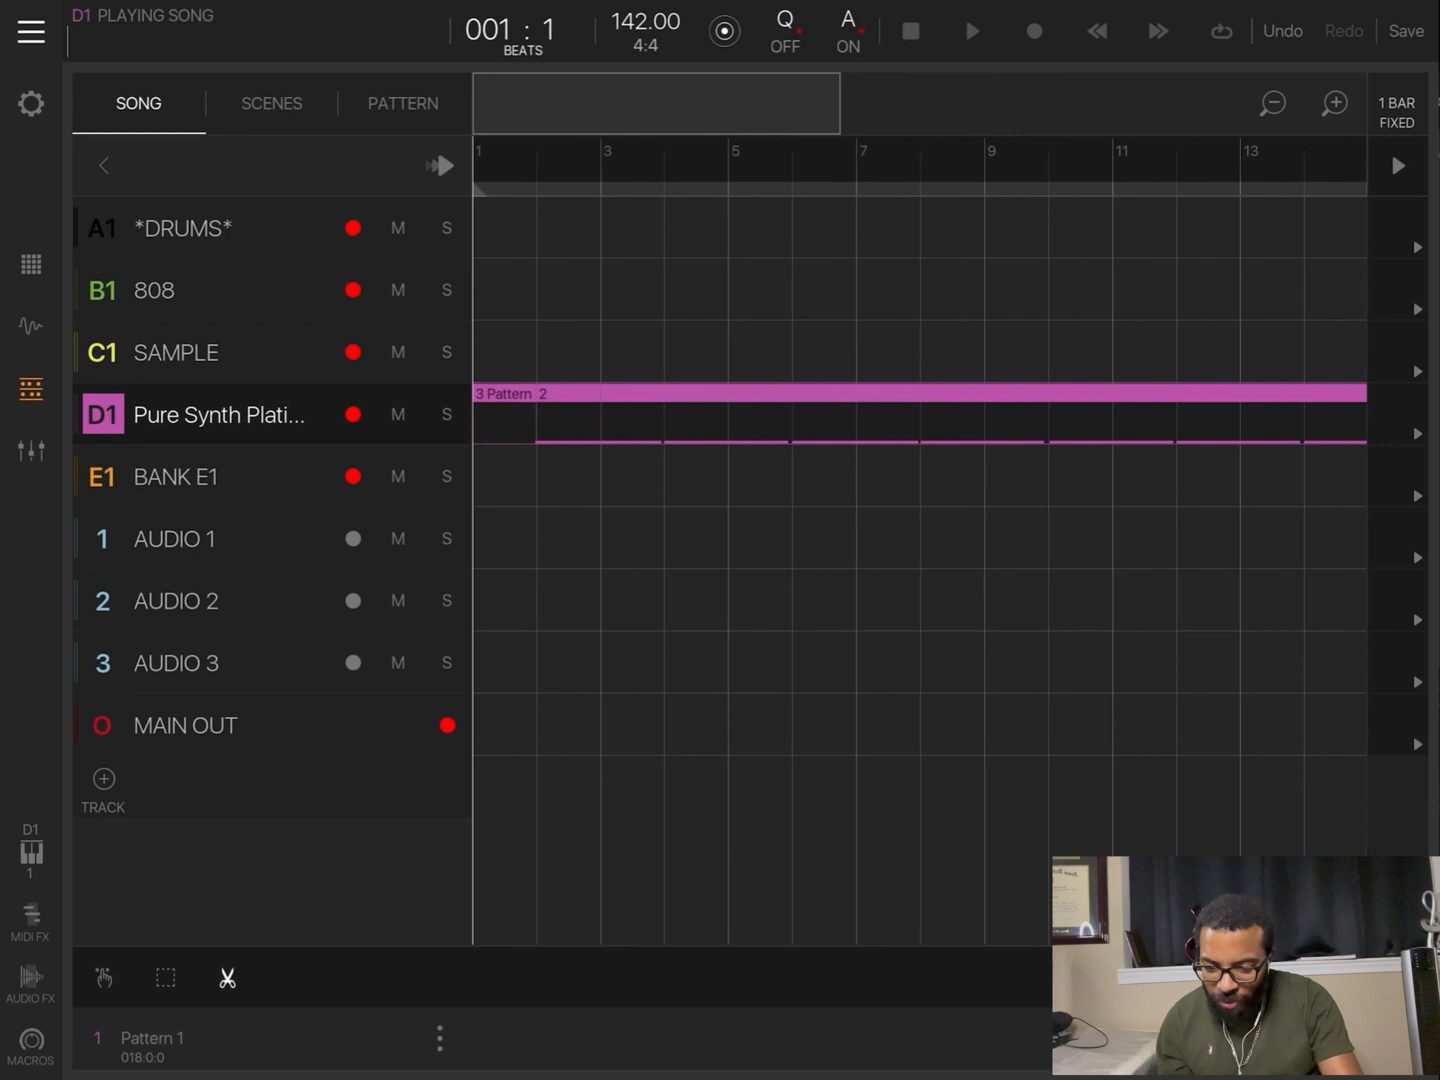 D1 PLAYING SONG
001 : 1
BEATS
142.00
4:4
Q
OFF
A
ON
Undo
Redo
Save
SONG
SCENES
PATTERN
1 BAR
FIXED
1
3
5
7
9
11
13
A1 *DRUMS* M S
B1 808 M S
C1 SAMPLE M S
D1 Pure Synth Plati... M S
3 Pattern 2
E1 BANK E1 M S
1 AUDIO 1 M S
2 AUDIO 2 M S
3 AUDIO 3 M S
O MAIN OUT
TRACK
D1
1
MIDI FX
AUDIO FX
MACROS
1 Pattern 1
018:0:0